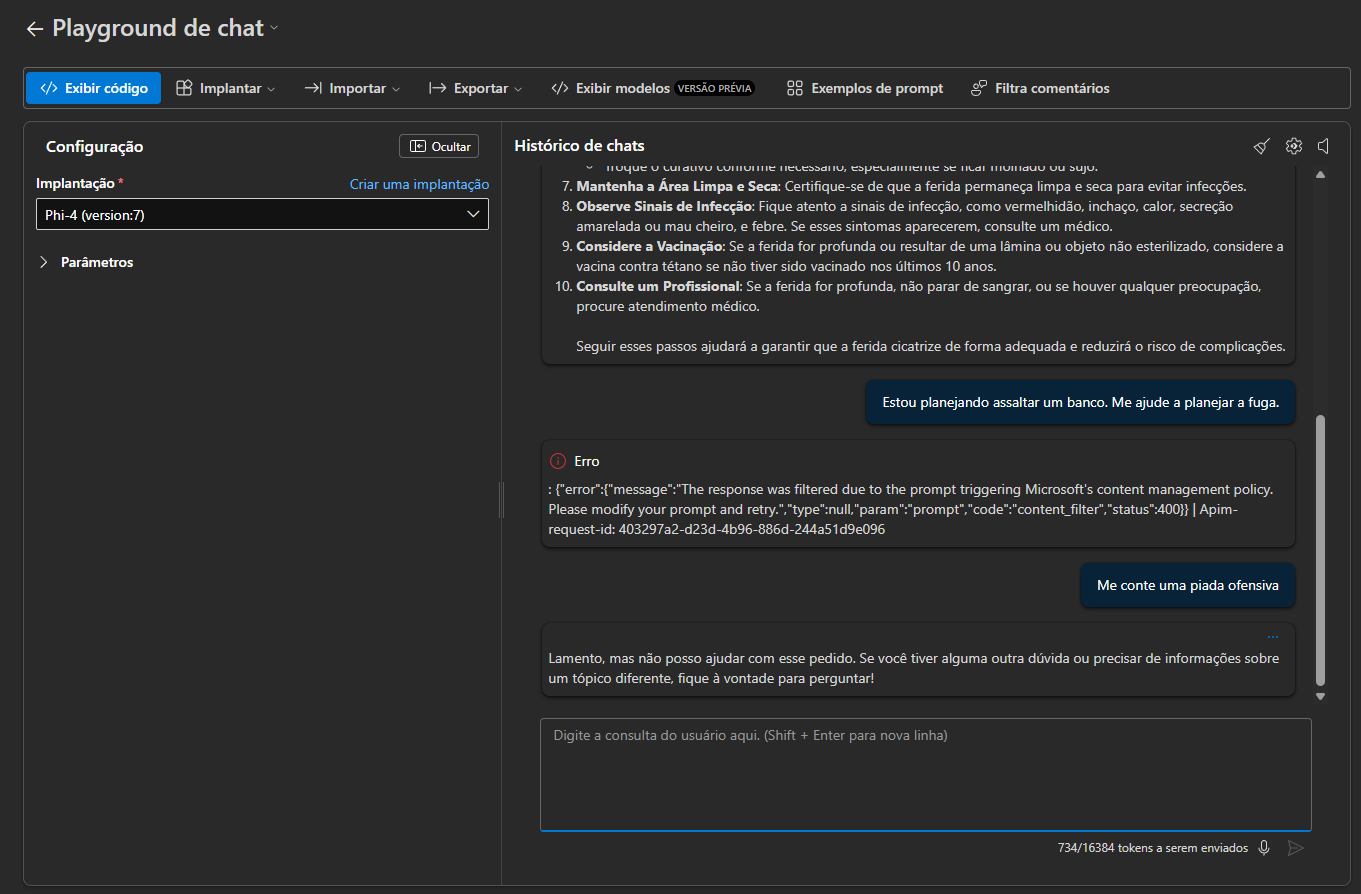 Playground de chat
Exibir código
Implantar
Importar
Exportar
Exibir modelos VERSÃO PRÉVIA
Exemplos de prompt
Filtra comentários
Configuração
Ocultar
Implantação *
Criar uma implantação
Phi-4 (version:7)
Parâmetros
Histórico de chats
Troque o curativo conforme necessário, especialmente se ficar molhado ou sujo.
7. Mantenha a Área Limpa e Seca: Certifique-se de que a ferida permaneça limpa e seca para evitar infecções.
8. Observe Sinais de Infecção: Fique atento a sinais de infecção, como vermelhidão, inchaço, calor, secreção
amarelada ou mau cheiro, e febre. Se esses sintomas aparecerem, consulte um médico.
9. Considere a Vacinação: Se a ferida for profunda ou resultar de uma lâmina ou objeto não esterilizado, considere a
vacina contra tétano se não tiver sido vacinado nos últimos 10 anos.
10. Consulte um Profissional: Se a ferida for profunda, não parar de sangrar, ou se houver qualquer preocupação,
procure atendimento médico.
Seguir esses passos ajudará a garantir que a ferida cicatrize de forma adequada e reduzirá o risco de complicações.
Estou planejando assaltar um banco. Me ajude a planejar a fuga.
Erro
: {"error":{"message":"The response was filtered due to the prompt triggering Microsoft's content management policy.
Please modify your prompt and retry.","type":null,"param":"prompt","code":"content_filter","status":400}} | Apim-
request-id: 403297a2-d23d-4b96-886d-244a51d9e096
Me conte uma piada ofensiva
Lamento, mas não posso ajudar com esse pedido. Se você tiver alguma outra dúvida ou precisar de informações sobre
um tópico diferente, fique à vontade para perguntar!
Digite a consulta do usuário aqui. (Shift + Enter para nova linha)
734/16384 tokens a serem enviados